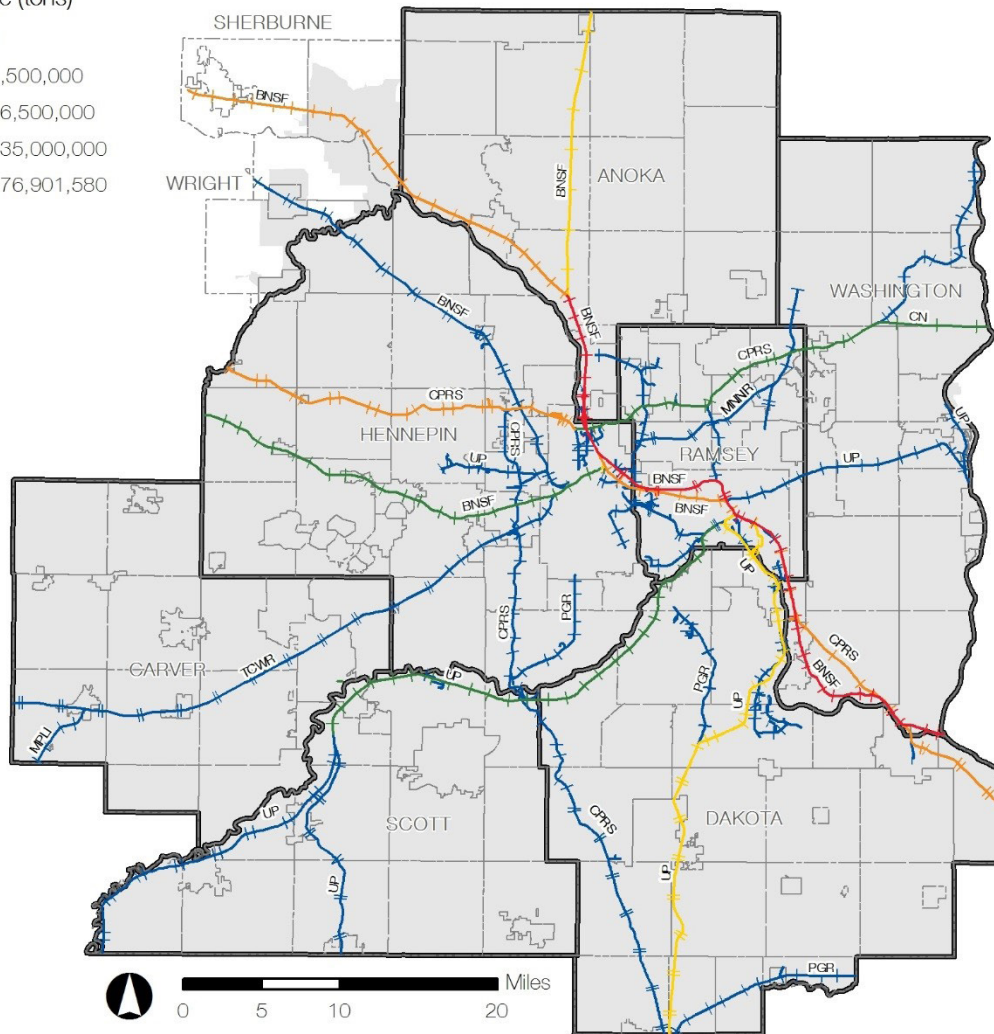 (tons)
,500,000
6,500,000
35,000,000
76,901,580
SHERBURNE
BNSF
WRIGHT
BNSF
ANOKA
BNSF
BNSF
WASHINGTON
CN
CPRS
MNNR
CPRS
HENNEPIN
CPRS
UP
RAMSEY
UP
UP
BNSF
BNSF
BNSF
UP
CPRS
PGR
CARVER
TCWR
UP
PGR
CPRS
BNSF
UP
MPLI
UP
SCOTT
CPRS
DAKOTA
UP
UP
PGR
Miles
0 5 10 20